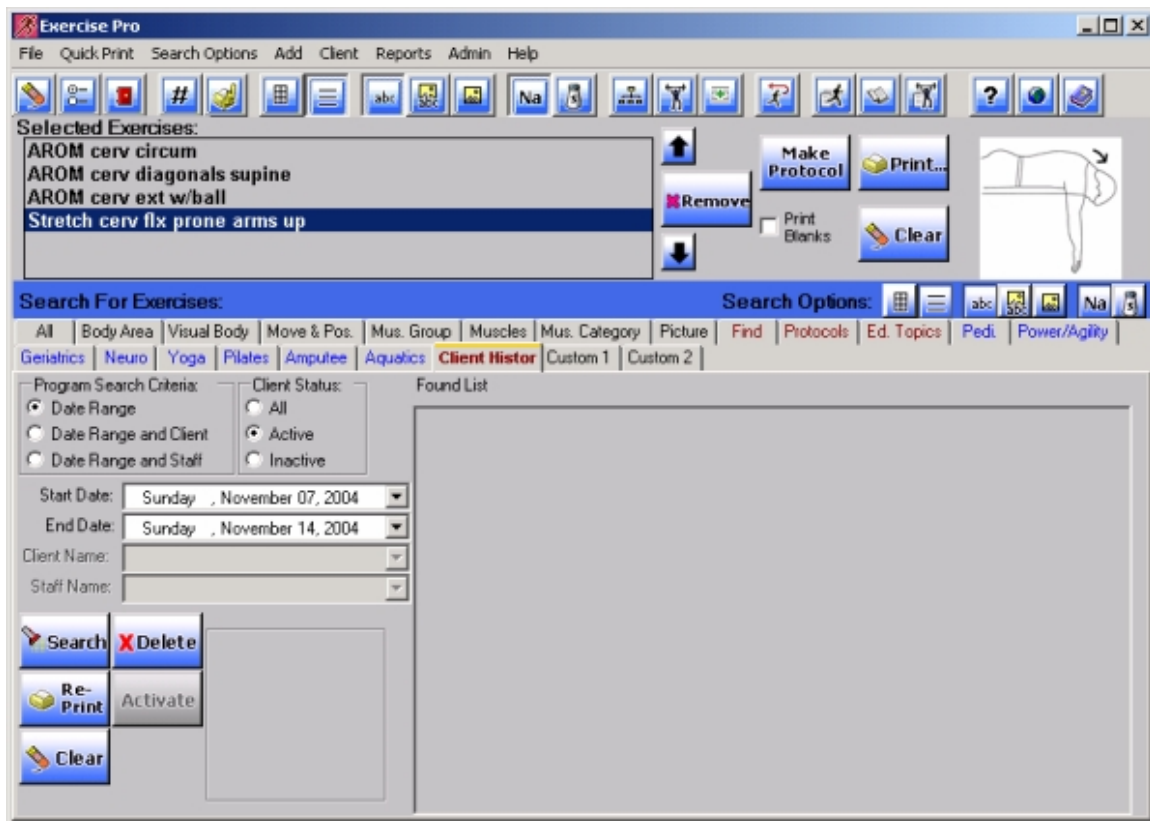 Exercise Pro
File Quick Print Search Options Add Client Reports Admin Help
# abc abc Na ?
Selected Exercises:
AROM cerv circum
AROM cerv diagonals supine
AROM cerv ext w/ball
Stretch cerv flx prone arms up
Remove
Make Protocol
Print...
Print Blanks
Clear
Search For Exercises: Search Options: abc abc Na
All Body Area Visual Body Move & Pos. Mus. Group Muscles Mus. Category Picture Find Protocols Ed. Topics Pedi. Power/Agility
Geriatrics Neuro Yoga Pilates Amputee Aquatics Client Histor Custom 1 Custom 2
Program Search Criteria: Client Status: Found List
Date Range All
Date Range and Client Active
Date Range and Staff Inactive
Start Date: Sunday , November 07, 2004
End Date: Sunday , November 14, 2004
Client Name:
Staff Name:
Search X Delete
Re-Print Activate
Clear